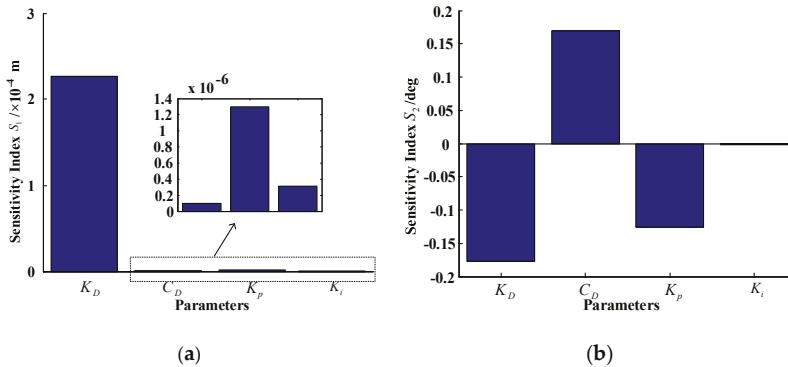 3
2
1
0
Sensitivity Index S₁ /×10⁻⁴ m
x 10⁻⁶
1.4
1.2
1
0.8
0.6
0.4
0.2
0
K_D C_D K_p K_i
Parameters
(a)
0.2
0.15
0.1
0.05
0
-0.05
-0.1
-0.15
-0.2
Sensitivity Index S₂ /deg
K_D C_D K_p K_i
Parameters
(b)